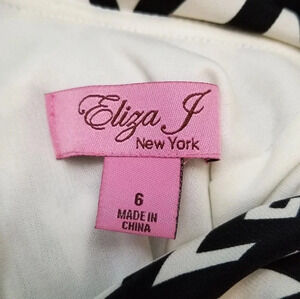 Eliza J
New York
6
MADE IN
CHINA